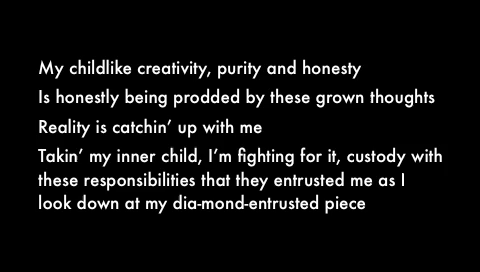 My childlike creativity, purity and honesty
Is honestly being prodded by these grown thoughts
Reality is catchin’ up with me
Takin’ my inner child, I’m fighting for it, custody with
these responsibilities that they entrusted me as I
look down at my dia-mond-entrusted piece